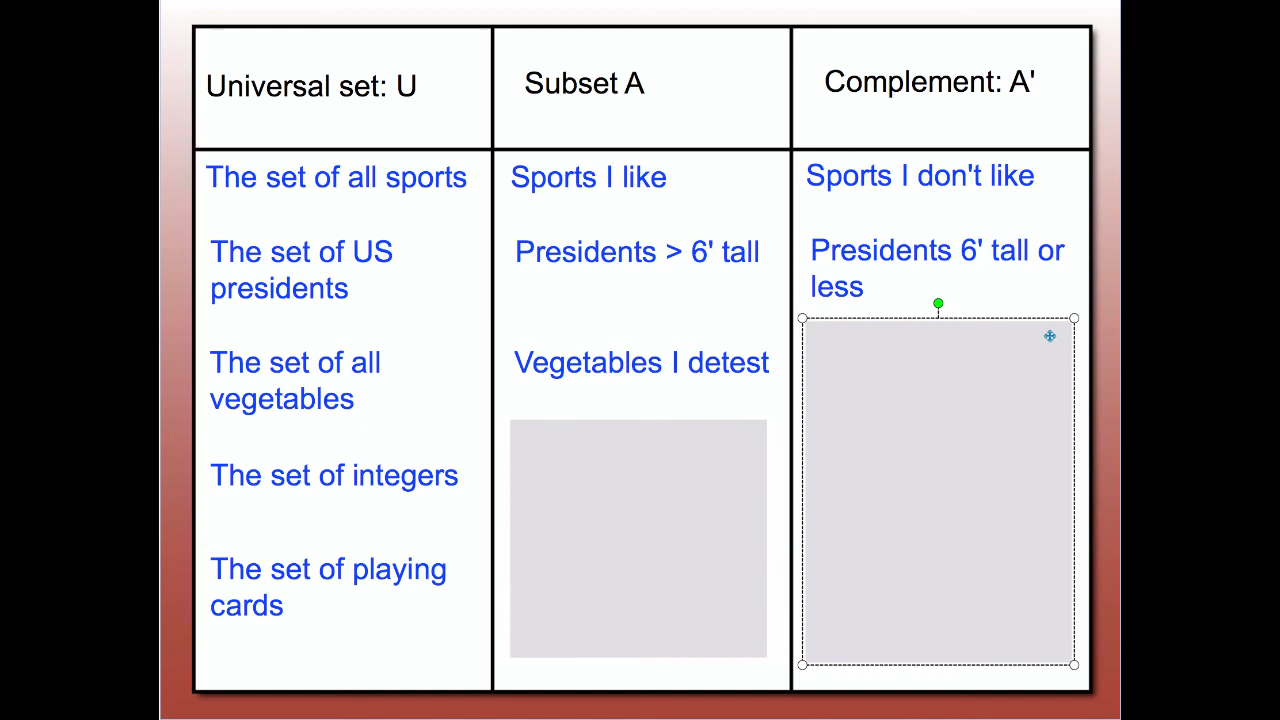 Universal set: U
Subset A
Complement: A'
The set of all sports
Sports I like
Sports I don't like
The set of US
presidents
Presidents > 6' tall
Presidents 6' tall or
less
The set of all
vegetables
Vegetables I detest
The set of integers
The set of playing
cards